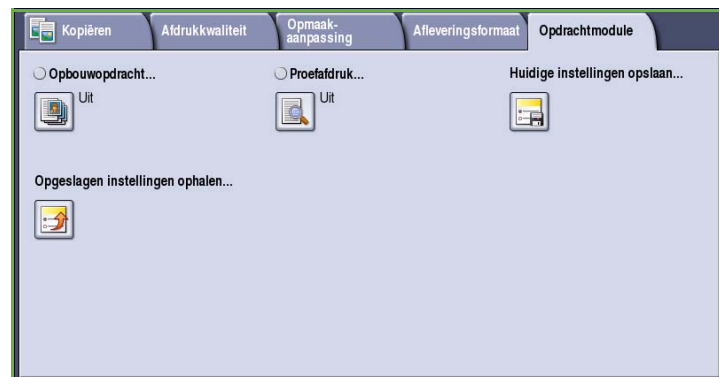 Kopiëren
Afdrukkwaliteit
Opmaak-
aanpassing
Afleveringsformaat
Opdrachtmodule
Opbouwopdracht...
Uit
Proefafdruk...
Uit
Huidige instellingen opslaan...
Opgeslagen instellingen ophalen...